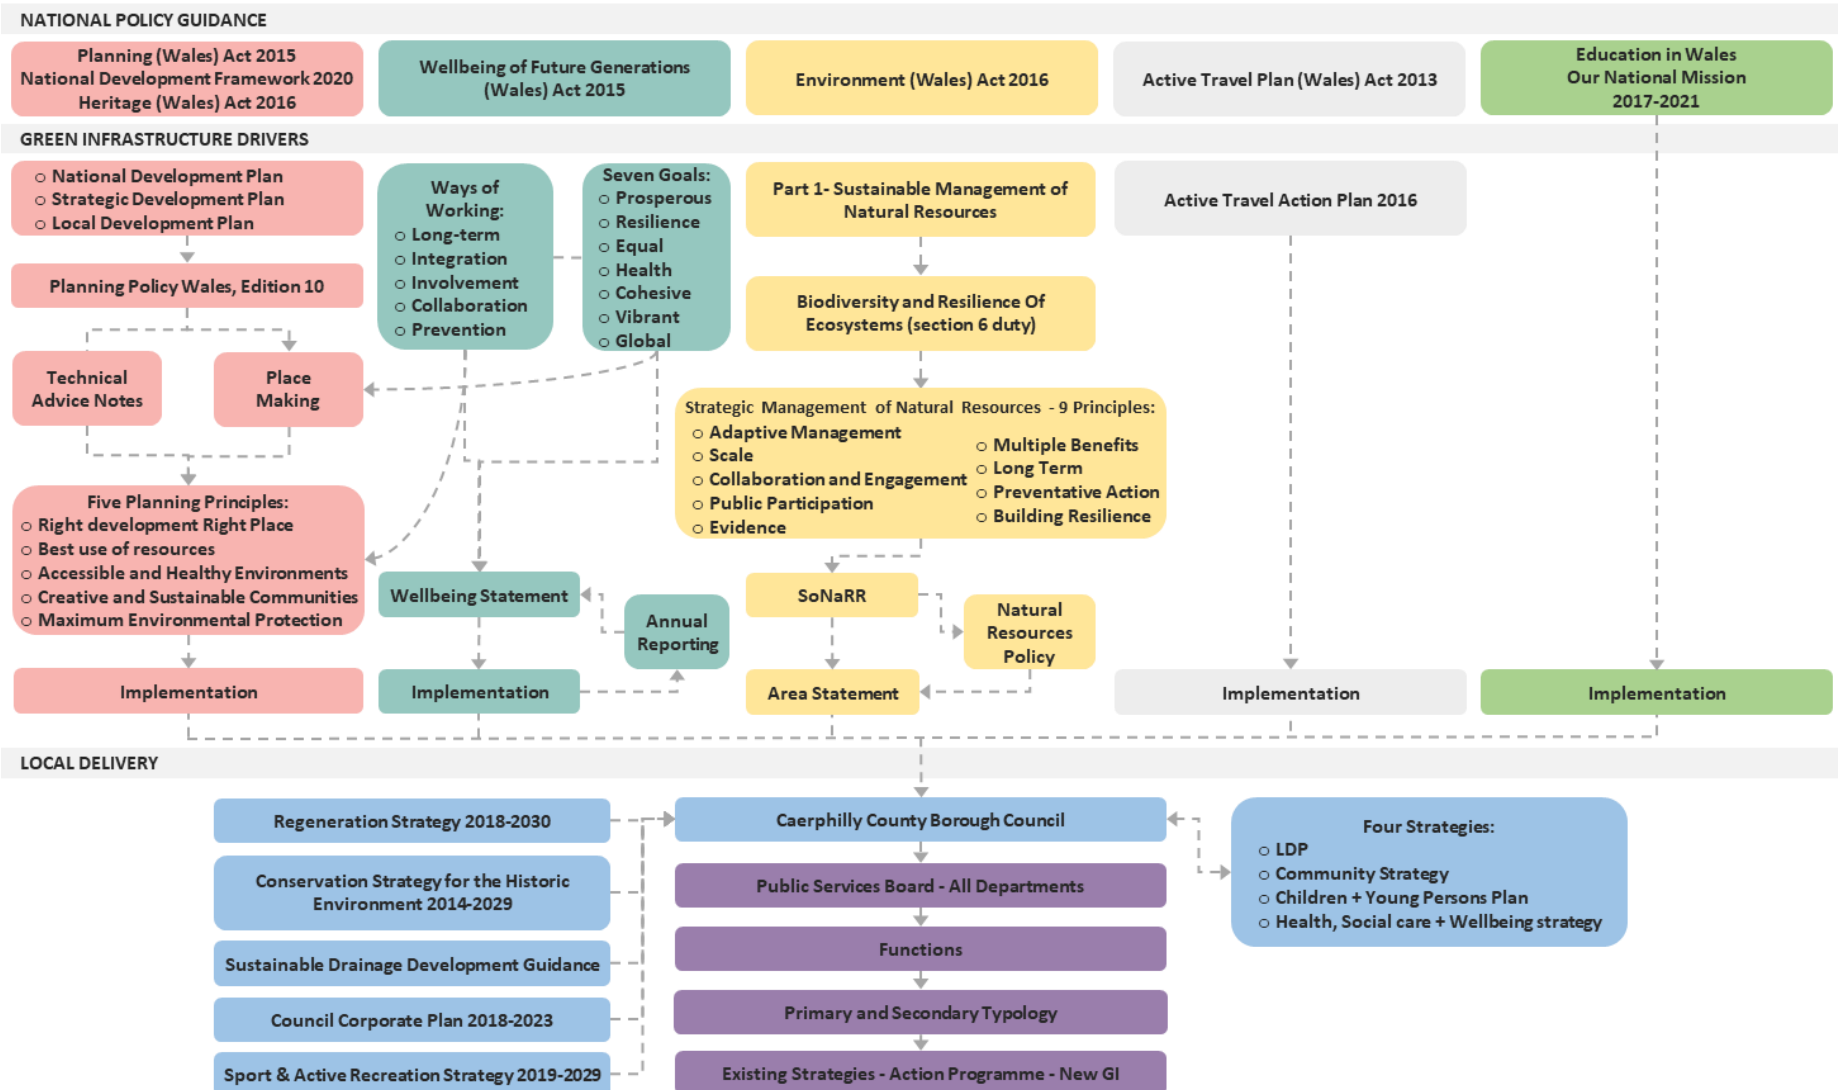 NATIONAL POLICY GUIDANCE
Planning (Wales) Act 2015
National Development Framework 2020
Heritage (Wales) Act 2016
Wellbeing of Future Generations
(Wales) Act 2015
Environment (Wales) Act 2016
Active Travel Plan (Wales) Act 2013
Education in Wales
Our National Mission
2017-2021
GREEN INFRASTRUCTURE DRIVERS
○ National Development Plan
○ Strategic Development Plan
○ Local Development Plan
Planning Policy Wales, Edition 10
Technical
Advice Notes
Place
Making
Five Planning Principles:
○ Right development Right Place
○ Best use of resources
○ Accessible and Healthy Environments
○ Creative and Sustainable Communities
○ Maximum Environmental Protection
Implementation
Ways of
Working:
○ Long-term
○ Integration
○ Involvement
○ Collaboration
○ Prevention
Seven Goals:
○ Prosperous
○ Resilience
○ Equal
○ Health
○ Cohesive
○ Vibrant
○ Global
Wellbeing Statement
Annual
Reporting
Implementation
Part 1- Sustainable Management of
Natural Resources
Biodiversity and Resilience Of
Ecosystems (section 6 duty)
Strategic Management of Natural Resources - 9 Principles:
○ Adaptive Management
○ Scale
○ Collaboration and Engagement
○ Public Participation
○ Evidence
○ Multiple Benefits
○ Long Term
○ Preventative Action
○ Building Resilience
SoNaRR
Natural
Resources
Policy
Area Statement
Active Travel Action Plan 2016
Implementation
Implementation
LOCAL DELIVERY
Regeneration Strategy 2018-2030
Conservation Strategy for the Historic
Environment 2014-2029
Sustainable Drainage Development Guidance
Council Corporate Plan 2018-2023
Sport & Active Recreation Strategy 2019-2029
Caerphilly County Borough Council
Public Services Board - All Departments
Functions
Primary and Secondary Typology
Existing Strategies - Action Programme - New GI
Four Strategies:
○ LDP
○ Community Strategy
○ Children + Young Persons Plan
○ Health, Social care + Wellbeing strategy